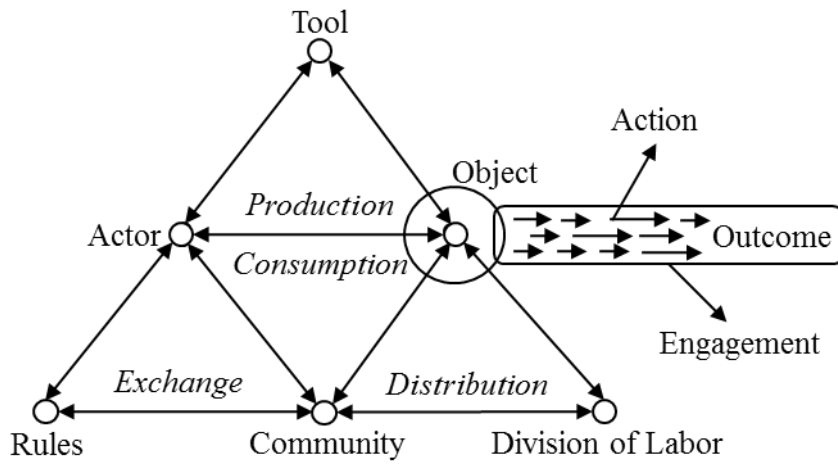 Tool
Action
Object
Production
Actor
Outcome
Consumption
Engagement
Exchange
Distribution
Rules
Community
Division of Labor